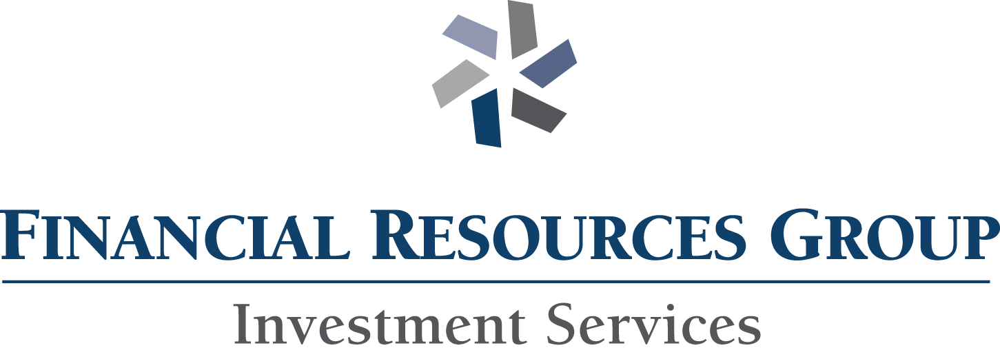 FINANCIAL RESOURCES GROUP
Investment Services